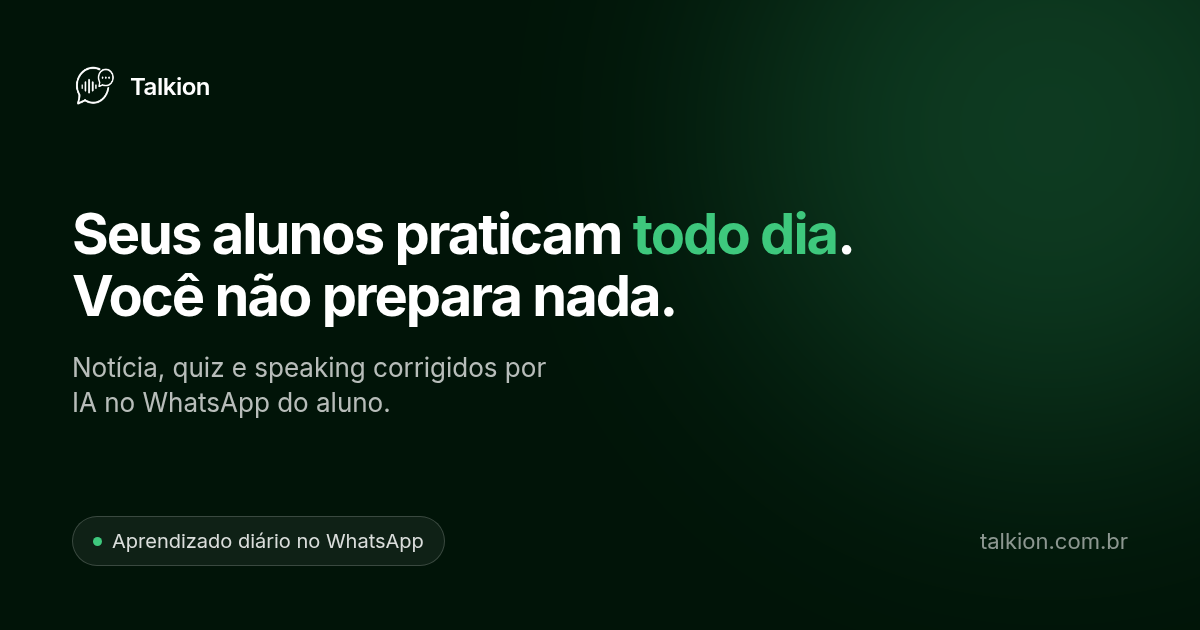 Talkion
Seus alunos praticam todo dia.
Você não prepara nada.
Notícia, quiz e speaking corrigidos por
IA no WhatsApp do aluno.
Aprendizado diário no WhatsApp
talkion.com.br